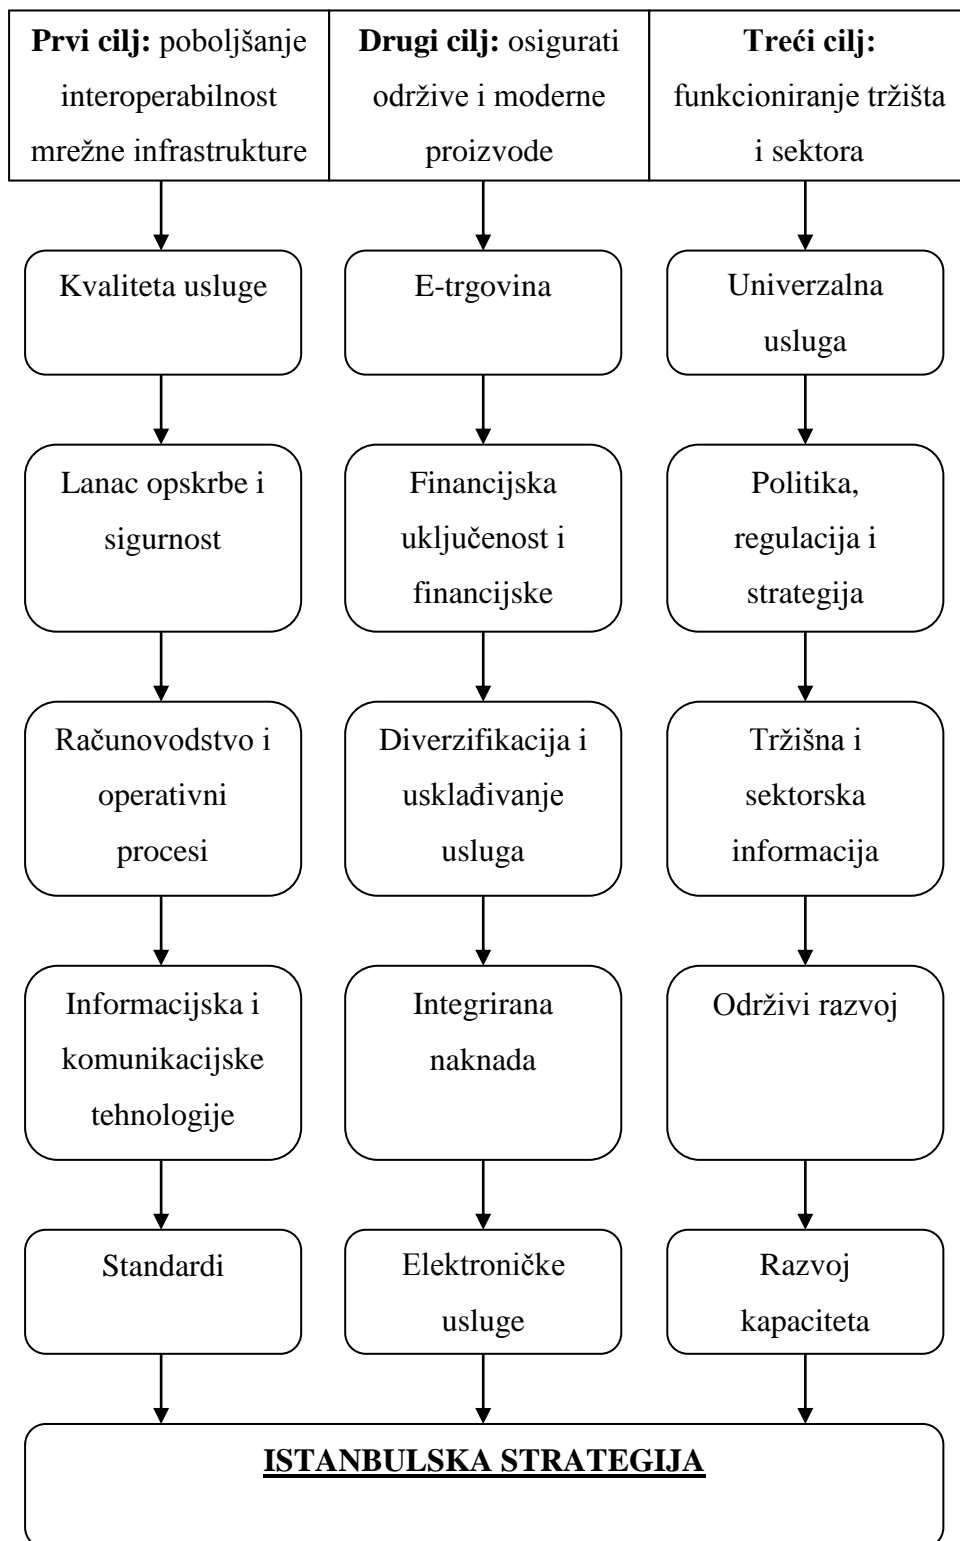 Prvi cilj: poboljšanje
interoperabilnost
mrežne infrastrukture
Drugi cilj: osigurati
održive i moderne
proizvode
Treći cilj:
funkcioniranje tržišta
i sektora
Kvaliteta usluge
E-trgovina
Univerzalna
usluga
Lanac opskrbe i
sigurnost
Financijska
uključenost i
financijske
Politika,
regulacija i
strategija
Računovodstvo i
operativni
procesi
Diverzifikacija i
usklađivanje
usluga
Tržišna i
sektorska
informacija
Informacijska i
komunikacijske
tehnologije
Integrirana
naknada
Održivi razvoj
Standardi
Elektroničke
usluge
Razvoj
kapaciteta
ISTANBULSKA STRATEGIJA